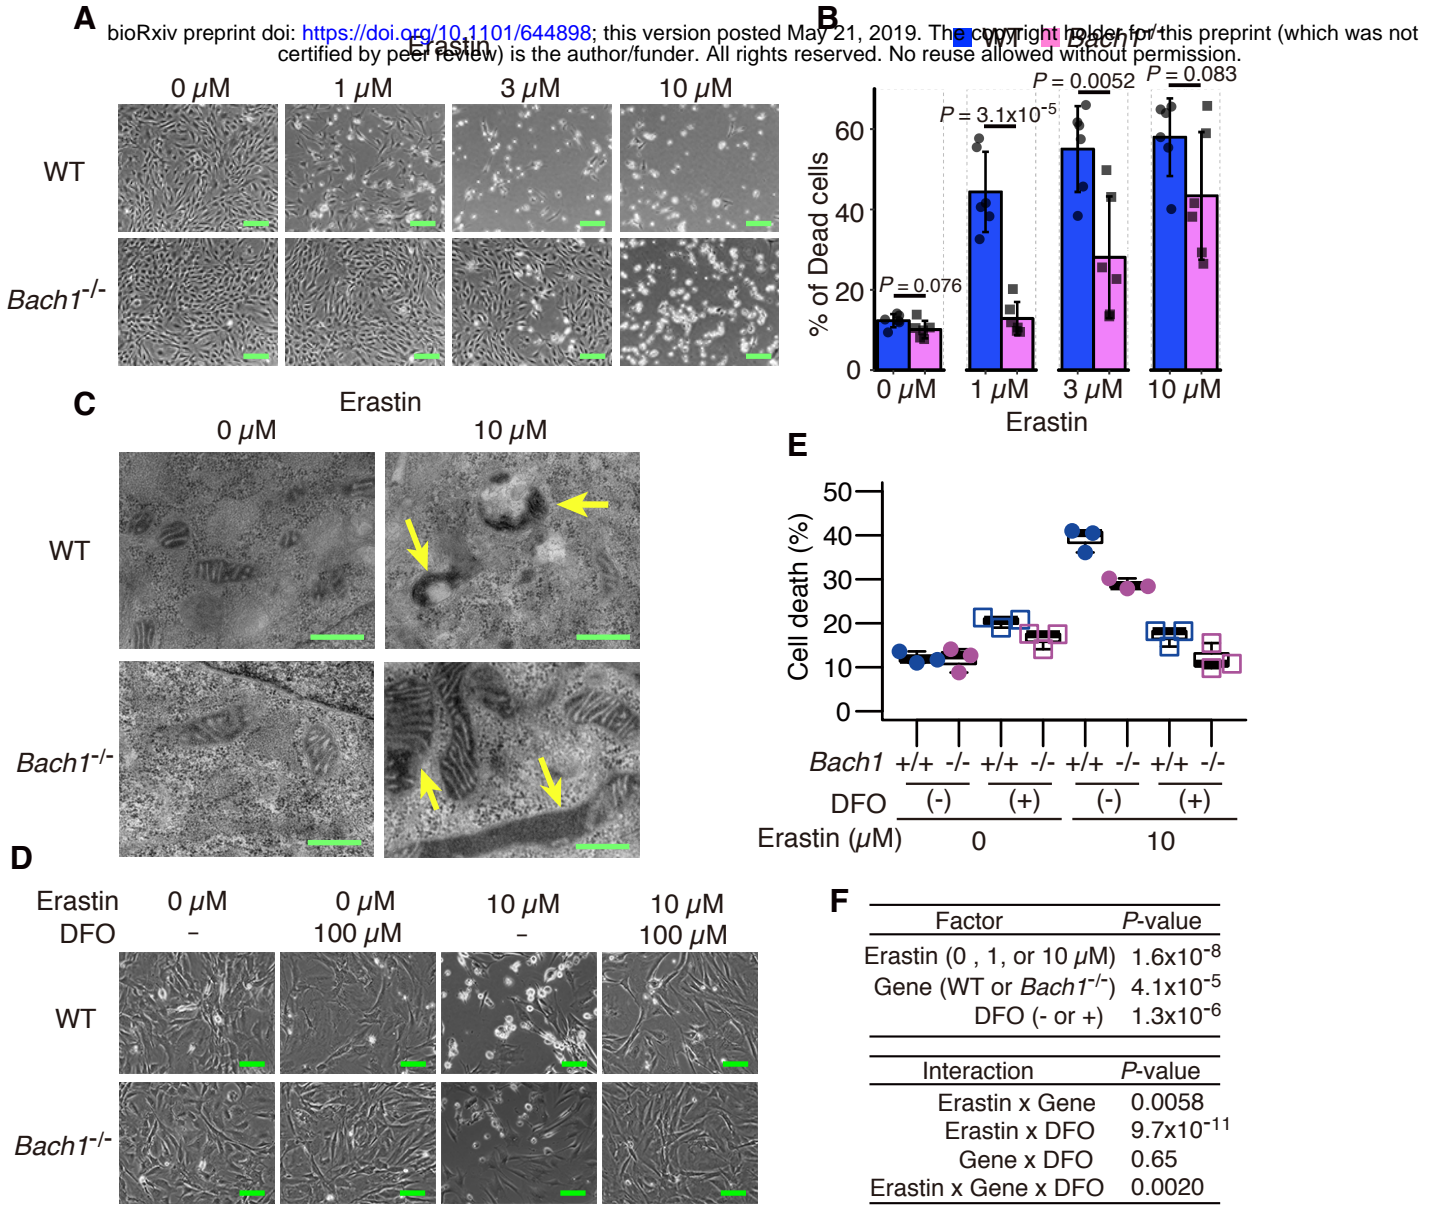 A
bioRxiv preprint doi: https://doi.org/10.1101/644898; this version posted May 21, 2019. The copyright holder for this preprint (which was not
certified by peer review) is the author/funder. All rights reserved. No reuse allowed without permission.
Erastin
0 µM 1 µM 3 µM 10 µM
WT
Bach1-/-
B
WT Bach1-/-
P = 0.076
P = 3.1x10-5
P = 0.0052
P = 0.083
% of Dead cells
60
40
20
0
0 µM 1 µM 3 µM 10 µM
Erastin
C
Erastin
0 µM 10 µM
WT
Bach1-/-
D
Erastin 0 µM 0 µM 10 µM 10 µM
DFO – 100 µM – 100 µM
WT
Bach1-/-
E
Cell death (%)
50
40
30
20
10
0
Bach1 +/+ -/- +/+ -/- +/+ -/- +/+ -/-
DFO (-) (+) (-) (+)
Erastin (µM) 0 10
F
Factor P-value
Erastin (0 , 1, or 10 µM) 1.6x10-8
Gene (WT or Bach1-/-) 4.1x10-5
DFO (- or +) 1.3x10-6
Interaction P-value
Erastin x Gene 0.0058
Erastin x DFO 9.7x10-11
Gene x DFO 0.65
Erastin x Gene x DFO 0.0020